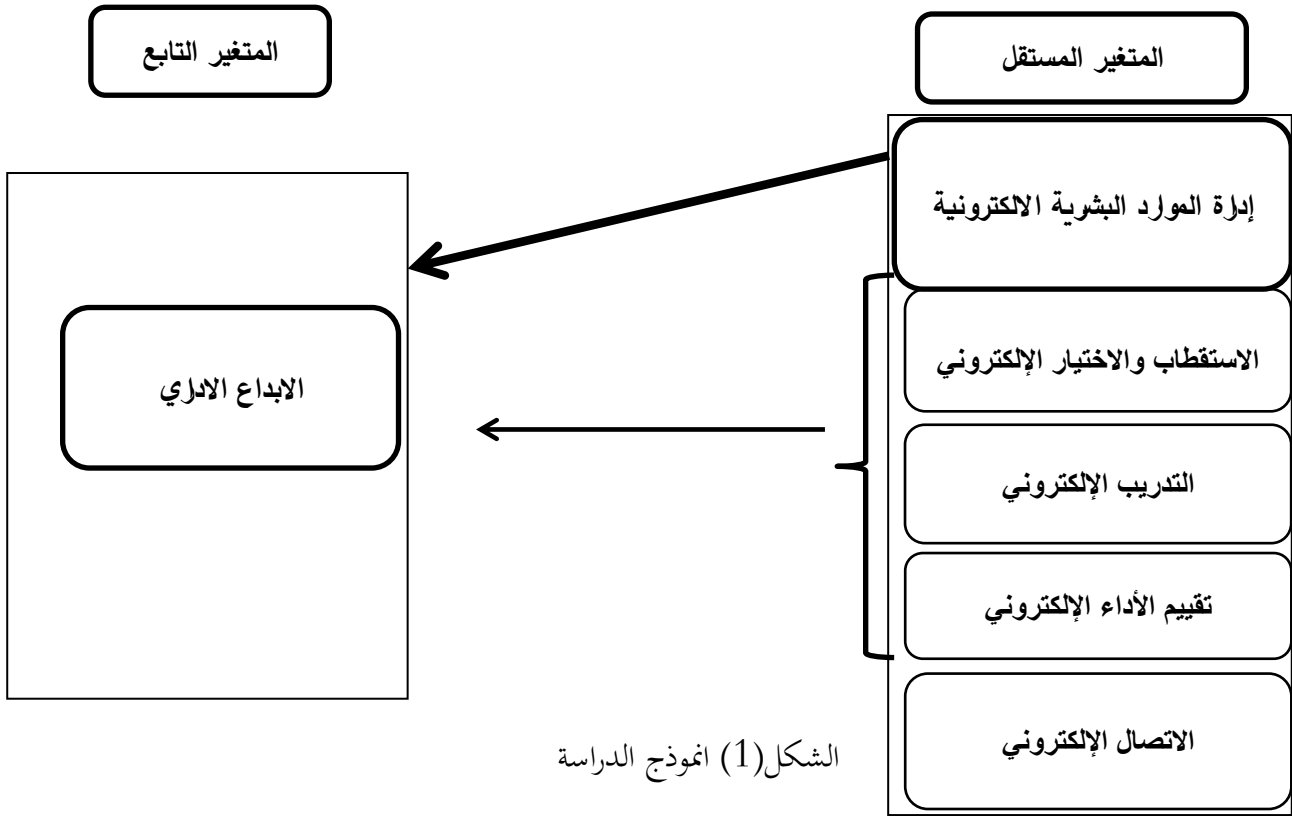 المتغير المستقل
المتغير التابع
إدارة الموارد البشرية الالكترونية
الاستقطاب والاختيار الإلكتروني
التدريب الإلكتروني
تقييم الأداء الإلكتروني
الاتصال الإلكتروني
الابداع الاداري
الشكل(1) انموذج الدراسة